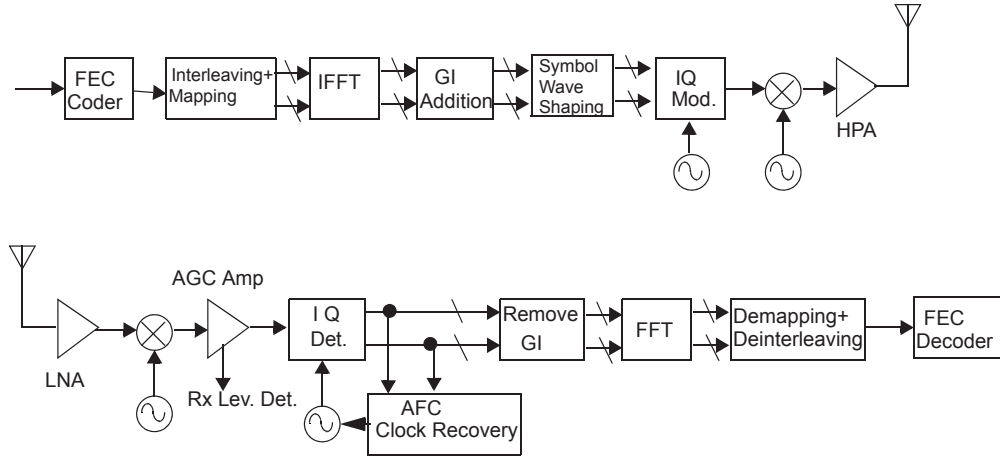 FEC
Coder
Interleaving+
Mapping
IFFT
GI
Addition
Symbol
Wave
Shaping
IQ
Mod.
HPA
AGC Amp
LNA
Rx Lev. Det.
I Q
Det.
AFC
Clock Recovery
Remove
GI
FFT
Demapping+
Deinterleaving
FEC
Decoder